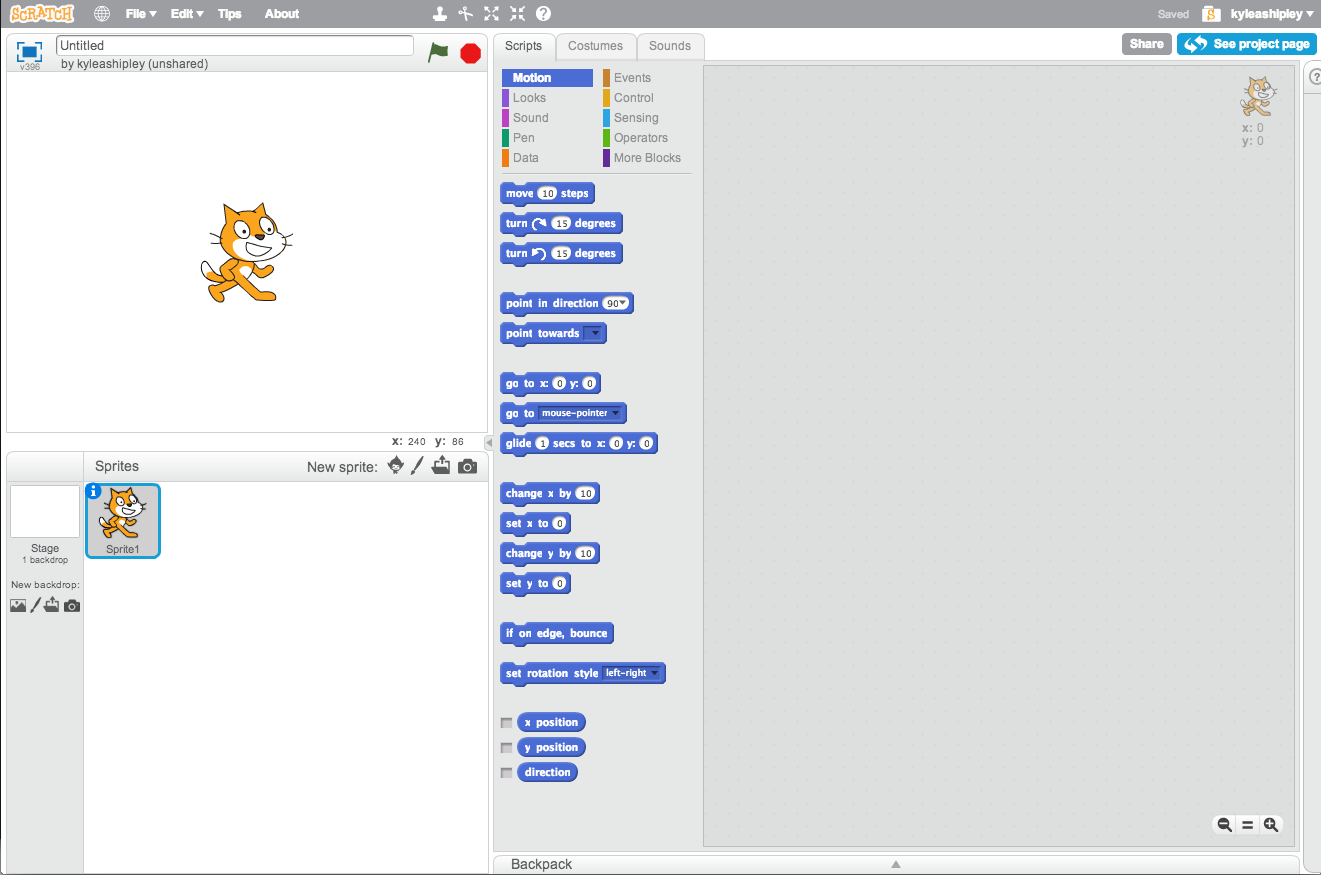 SCRATCH File Edit Tips About Saved kyleashipley
v396
Untitled
by kyleashipley (unshared)
Scripts Costumes Sounds
Share See project page
Motion Events
Looks Control
Sound Sensing
Pen Operators
Data More Blocks
x: 0
y: 0
move 10 steps
turn 15 degrees
turn 15 degrees
point in direction 90
point towards
go to x: 0 y: 0
go to mouse-pointer
glide 1 secs to x: 0 y: 0
change x by 10
set x to 0
change y by 10
set y to 0
if on edge, bounce
set rotation style left-right
x position
y position
direction
x: 240 y: 86
Sprites New sprite:
Stage
1 backdrop
New backdrop:
Sprite1
Backpack